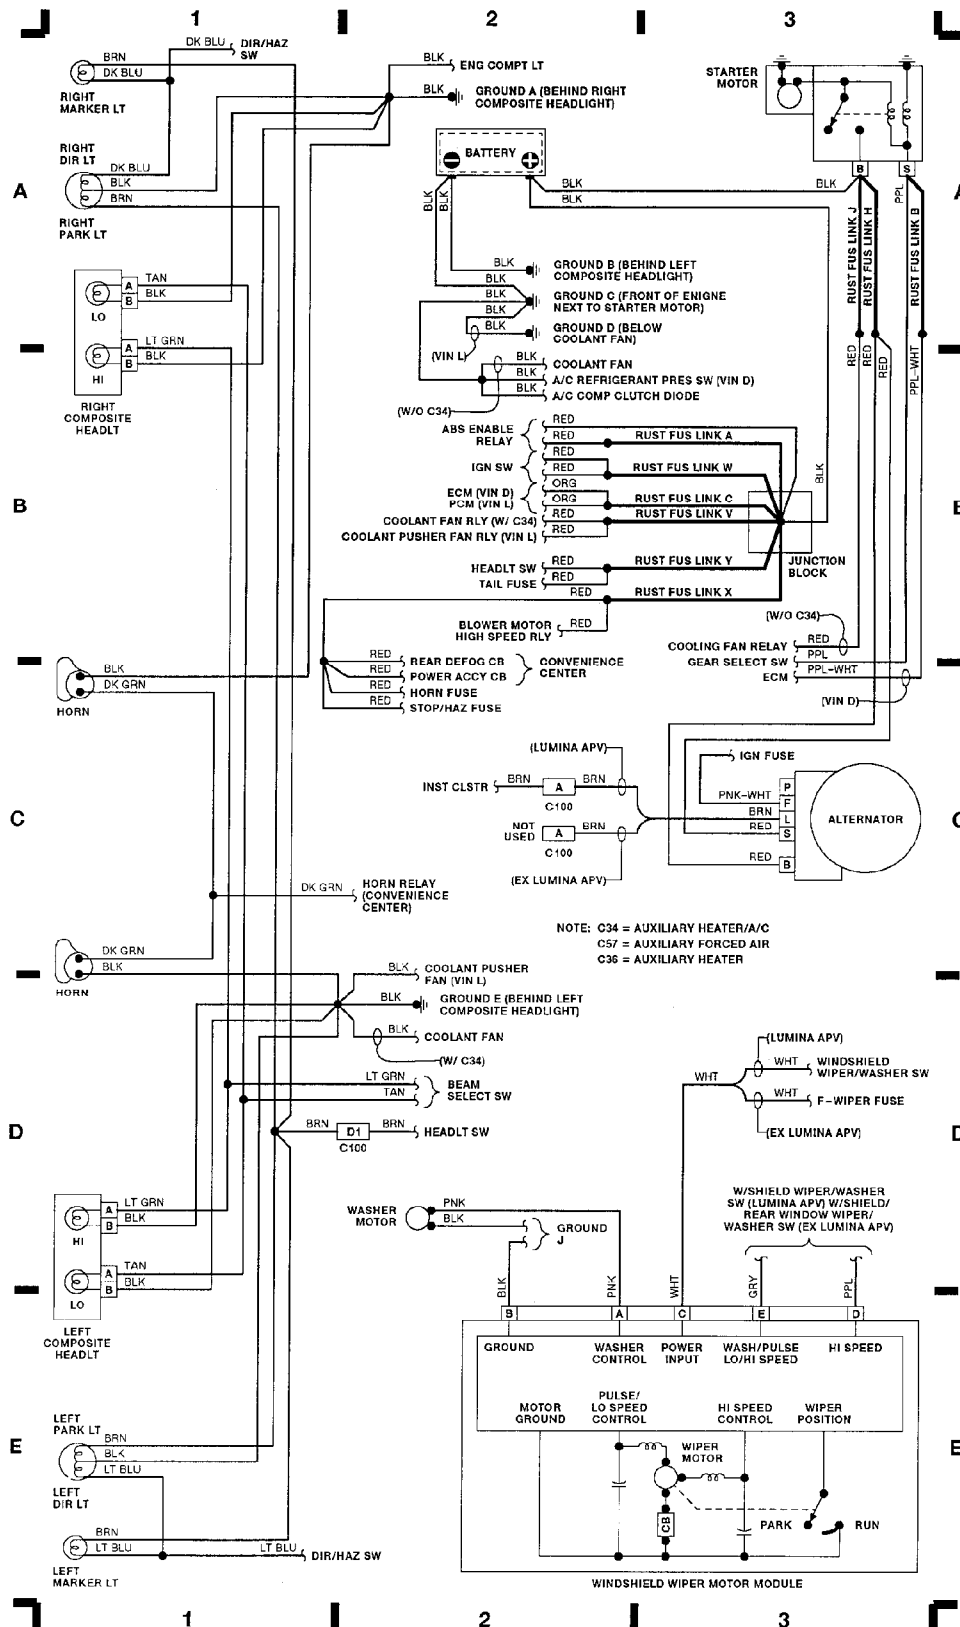 1
2
3
DK BLU
DIR/HAZ
SW
BRN
DK BLU
RIGHT
MARKER LT
BLK
ENG COMPT LT
BLK
GROUND A (BEHIND RIGHT
COMPOSITE HEADLIGHT)
STARTER
MOTOR
RIGHT
DIR LT
DK BLU
BLK
BRN
RIGHT
PARK LT
A
A
BATTERY
BLK
BLK
BLK
BLK
BLK
B
S
PPL
RUST FUS LINK J
RUST FUS LINK H
RUST FUS LINK B
TAN
A
BLK
B
LO
LT GRN
A
BLK
B
HI
RIGHT
COMPOSITE
HEADLT
BLK
GROUND B (BEHIND LEFT
COMPOSITE HEADLIGHT)
BLK
BLK
GROUND C (FRONT OF ENIGNE
NEXT TO STARTER MOTOR)
BLK
BLK
GROUND D (BELOW
COOLANT FAN)
(VIN L)
BLK
COOLANT FAN
BLK
A/C REFRIGERANT PRES SW (VIN D)
BLK
A/C COMP CLUTCH DIODE
(W/O C34)
RED
RED
RED
PPL-WHT
B
B
ABS ENABLE
RELAY
RED
RED
RUST FUS LINK A
IGN SW
RED
RED
RUST FUS LINK W
ECM (VIN D)
PCM (VIN L)
ORG
ORG
RUST FUS LINK C
COOLANT FAN RLY (W/ C34)
RED
RUST FUS LINK V
COOLANT PUSHER FAN RLY (VIN L)
RED
BLK
JUNCTION
BLOCK
HEADLT SW
RED
RUST FUS LINK Y
TAIL FUSE
RED
RED
RUST FUS LINK X
BLOWER MOTOR
HIGH SPEED RLY
RED
(W/O C34)
COOLING FAN RELAY
RED
GEAR SELECT SW
PPL
ECM
PPL-WHT
(VIN D)
RED
REAR DEFOG CB
RED
POWER ACCY CB
CONVENIENCE
CENTER
RED
HORN FUSE
RED
STOP/HAZ FUSE
BLK
DK GRN
HORN
C
C
(LUMINA APV)
INST CLSTR
BRN
A
BRN
C100
NOT
USED
A
BRN
C100
(EX LUMINA APV)
IGN FUSE
PNK-WHT
BRN
RED
RED
P
F
L
S
B
ALTERNATOR
DK GRN
HORN RELAY
(CONVENIENCE
CENTER)
NOTE: C34 = AUXILIARY HEATER/A/C
C57 = AUXILIARY FORCED AIR
C36 = AUXILIARY HEATER
DK GRN
BLK
HORN
BLK
COOLANT PUSHER
FAN (VIN L)
BLK
GROUND E (BEHIND LEFT
COMPOSITE HEADLIGHT)
BLK
COOLANT FAN
(W/ C34)
LT GRN
TAN
BEAM
SELECT SW
D
D
BRN
D1
BRN
HEADLT SW
C100
(LUMINA APV)
WHT
WHT
WINDSHIELD
WIPER/WASHER SW
WHT
F-WIPER FUSE
(EX LUMINA APV)
W/SHIELD WIPER/WASHER
SW (LUMINA APV) W/SHIELD/
REAR WINDOW WIPER/
WASHER SW (EX LUMINA APV)
LT GRN
A
BLK
B
HI
TAN
A
BLK
B
LO
LEFT
COMPOSITE
HEADLT
WASHER
MOTOR
PNK
BLK
GROUND
J
BLK
PNK
WHT
GRY
PPL
B
A
C
E
D
GROUND
WASHER
CONTROL
POWER
INPUT
WASH/PULSE
LO/HI SPEED
HI SPEED
MOTOR
GROUND
PULSE/
LO SPEED
CONTROL
HI SPEED
CONTROL
WIPER
POSITION
WIPER
MOTOR
CB
PARK
RUN
WINDSHIELD WIPER MOTOR MODULE
E
E
LEFT
PARK LT
BRN
BLK
LT BLU
LEFT
DIR LT
BRN
LT BLU
LT BLU
DIR/HAZ SW
LEFT
MARKER LT
1
2
3